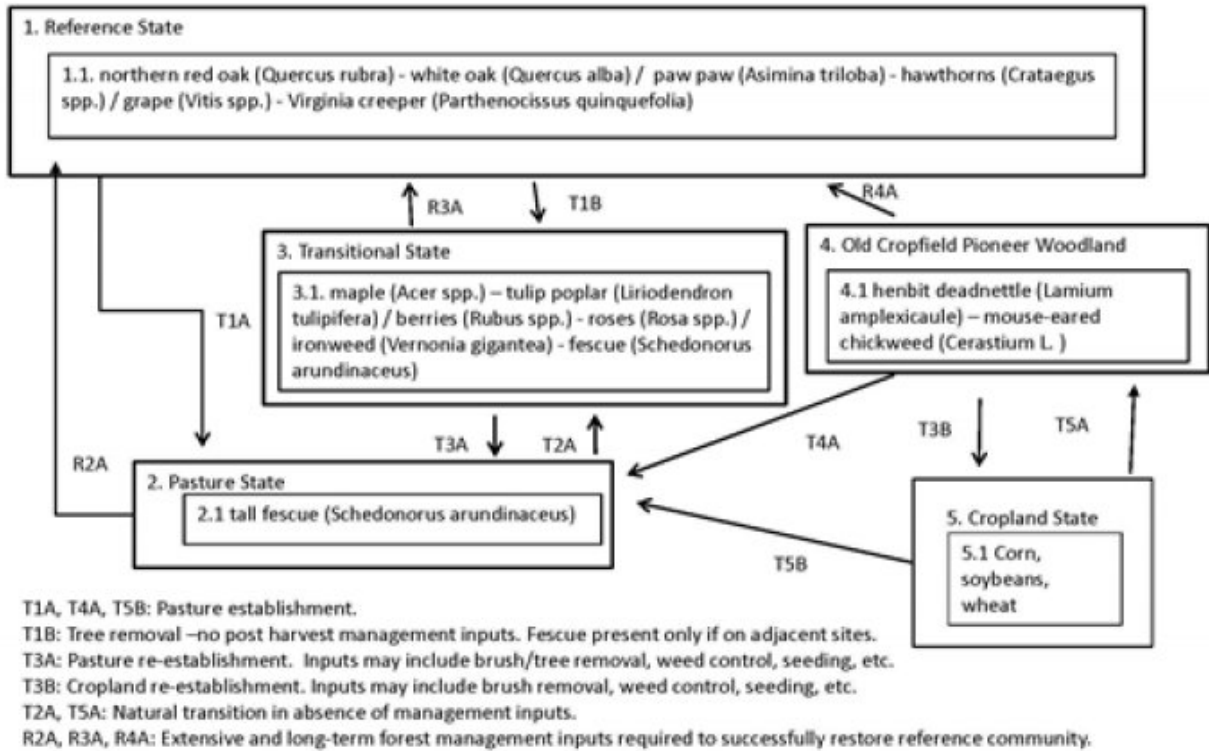 1. Reference State
1.1. northern red oak (Quercus rubra) - white oak (Quercus alba) / paw paw (Asimina triloba) - hawthorns (Crataegus
spp.) / grape (Vitis spp.) - Virginia creeper (Parthenocissus quinquefolia)
R3A
T1B
R4A
3. Transitional State
3.1. maple (Acer spp.) – tulip poplar (Liriodendron
tulipifera) / berries (Rubus spp.) - roses (Rosa spp.) /
ironweed (Vernonia gigantea) - fescue (Schedonorus
arundinaceus)
4. Old Cropfield Pioneer Woodland
4.1 henbit deadnettle (Lamium
amplexicaule) – mouse-eared
chickweed (Cerastium L. )
T1A
R2A
T3A
T2A
T4A
T3B
T5A
2. Pasture State
2.1 tall fescue (Schedonorus arundinaceus)
T5B
5. Cropland State
5.1 Corn,
soybeans,
wheat
T1A, T4A, T5B: Pasture establishment.
T1B: Tree removal –no post harvest management inputs. Fescue present only if on adjacent sites.
T3A: Pasture re-establishment. Inputs may include brush/tree removal, weed control, seeding, etc.
T3B: Cropland re-establishment. Inputs may include brush removal, weed control, seeding, etc.
T2A, T5A: Natural transition in absence of management inputs.
R2A, R3A, R4A: Extensive and long-term forest management inputs required to successfully restore reference community.